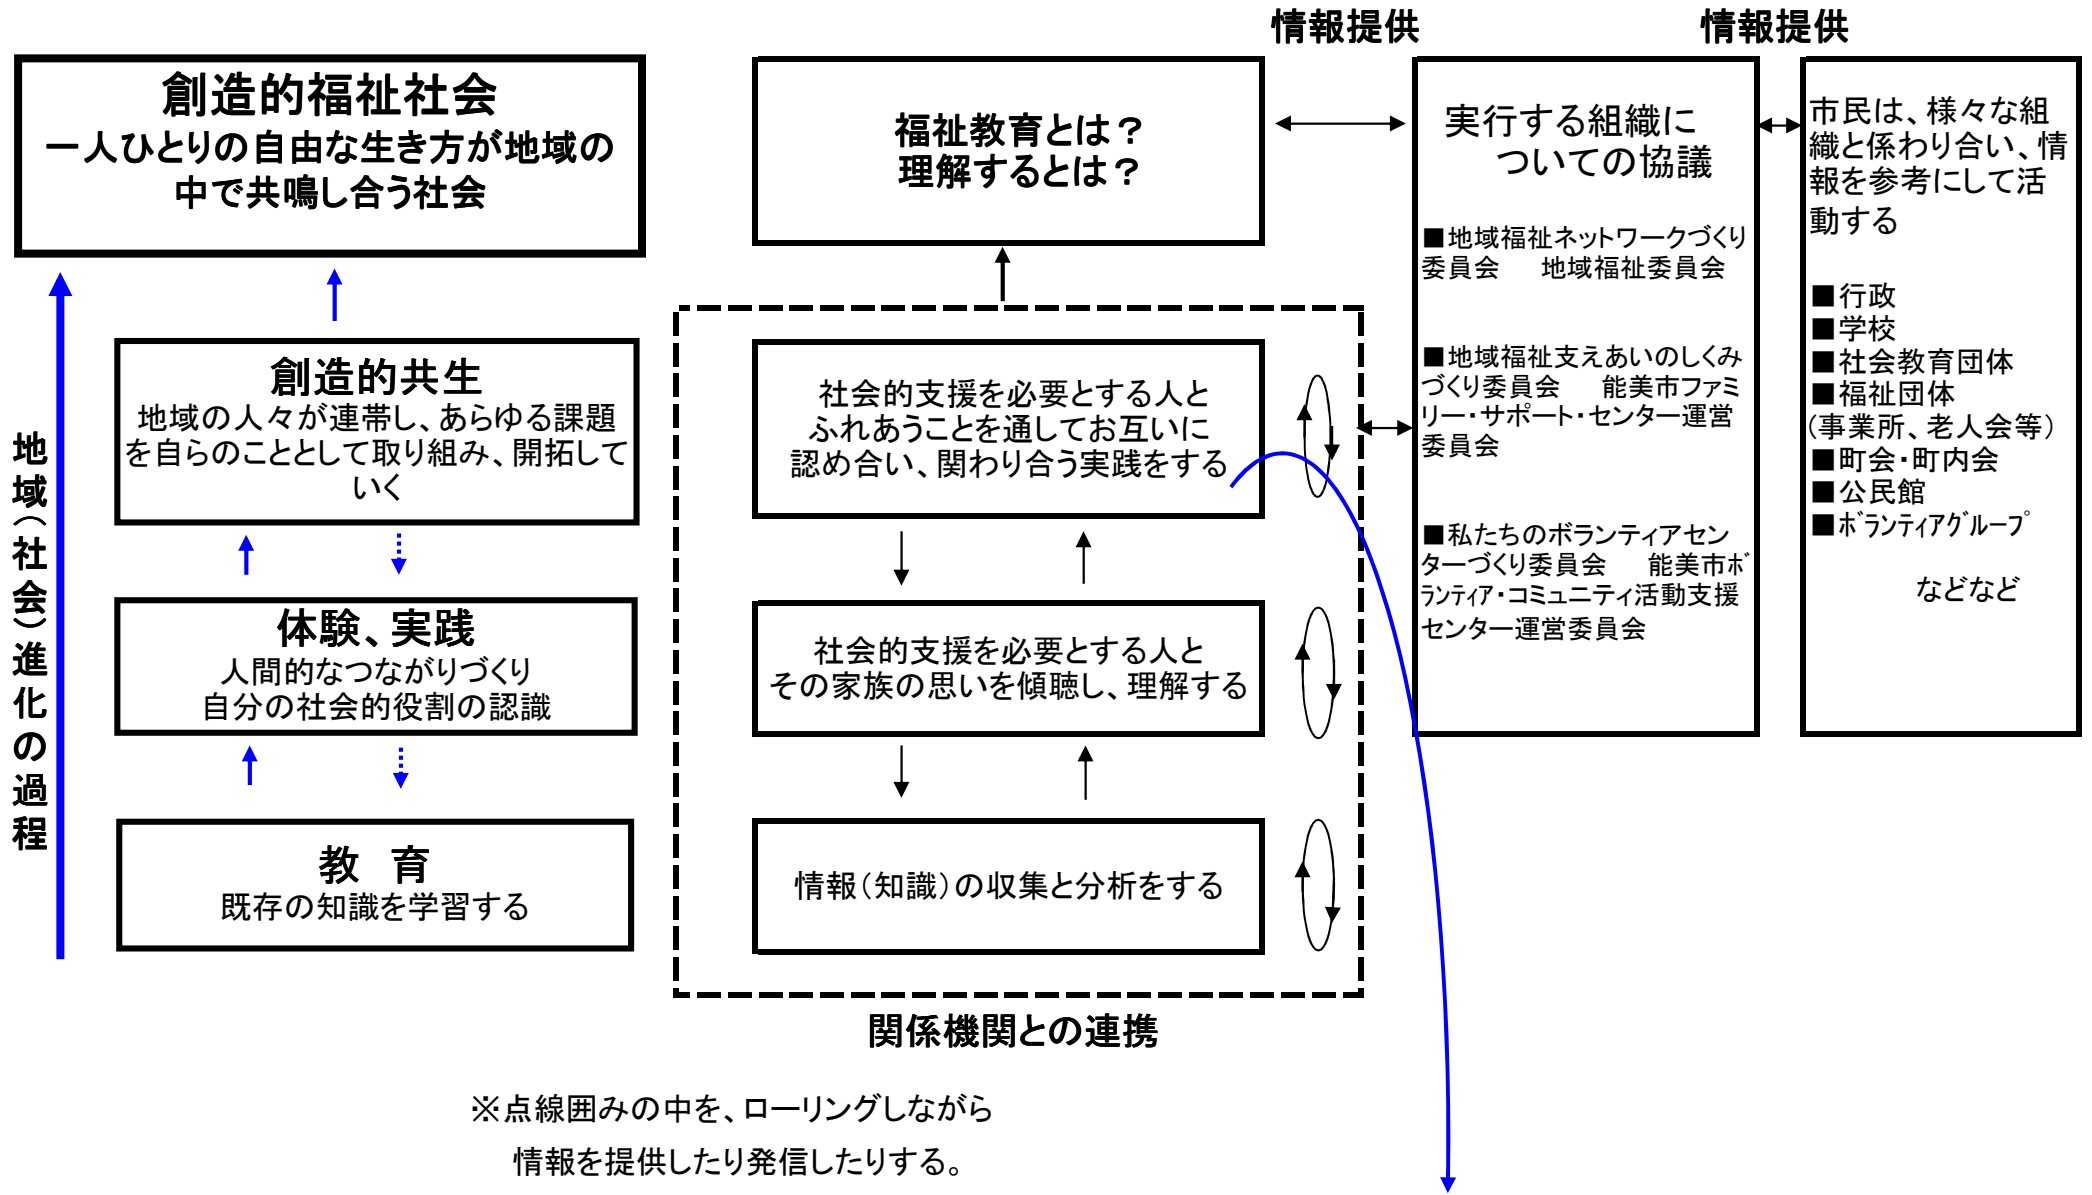 情報提供
情報提供
創造的福祉社会
一人ひとりの自由な生き方が地域の
中で共鳴し合う社会
地域(社会)進化の過程
創造的共生
地域の人々が連帯し、あらゆる課題
を自らのこととして取り組み、開拓して
いく
体験、実践
人間的なつながりづくり
自分の社会的役割の認識
教　育
既存の知識を学習する
福祉教育とは？
理解するとは？
社会的支援を必要とする人と
ふれあうことを通してお互いに
認め合い、関わり合う実践をする
社会的支援を必要とする人と
その家族の思いを傾聴し、理解する
情報(知識)の収集と分析をする
関係機関との連携
※点線囲みの中を、ローリングしながら
情報を提供したり発信したりする。
実行する組織に
ついての協議
■地域福祉ネットワークづくり
委員会　地域福祉委員会
■地域福祉支えあいのしくみ
づくり委員会　能美市ファミ
リー・サポート・センター運営
委員会
■私たちのボランティアセン
ターづくり委員会　能美市ﾎﾞ
ﾗﾝﾃｨｱ・コミュニティ活動支援
センター運営委員会
市民は、様々な組
織と係わり合い、情
報を参考にして活
動する
■行政
■学校
■社会教育団体
■福祉団体
(事業所、老人会等)
■町会・町内会
■公民館
■ﾎﾞﾗﾝﾃｨｱｸﾞﾙｰﾌﾟ
などなど